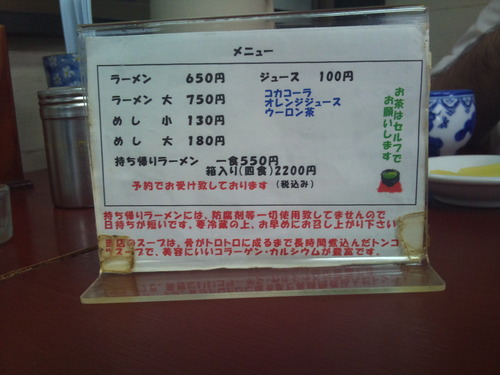 メニュー
ラーメン 650円 ジュース 100円
ラーメン 大 750円
めし 小 130円
めし 大 180円
コカコーラ
オレンジジュース
ウーロン茶
持ち帰りラーメン 一食550円
箱入り(四食)2200円
予約でお受け致しております (税込み)
お茶はセルフで
お願いします
持ち帰りラーメンには、防腐剤等一切使用致してませんので
日持ちが短いです。要冷蔵の上、お早めにお召し上がり下さい
当店のスープは、骨がトロトロに成るまで長時間煮込んだトンコ
スープで、美容にいいコラーゲン・カルシウムが豊富です。